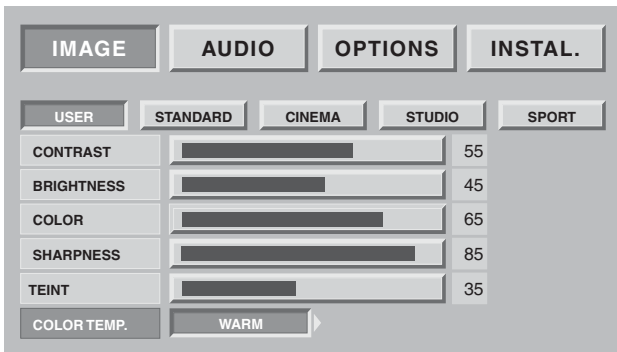 IMAGE AUDIO OPTIONS INSTAL.
USER STANDARD CINEMA STUDIO SPORT
CONTRAST 55
BRIGHTNESS 45
COLOR 65
SHARPNESS 85
TEINT 35
COLOR TEMP. WARM